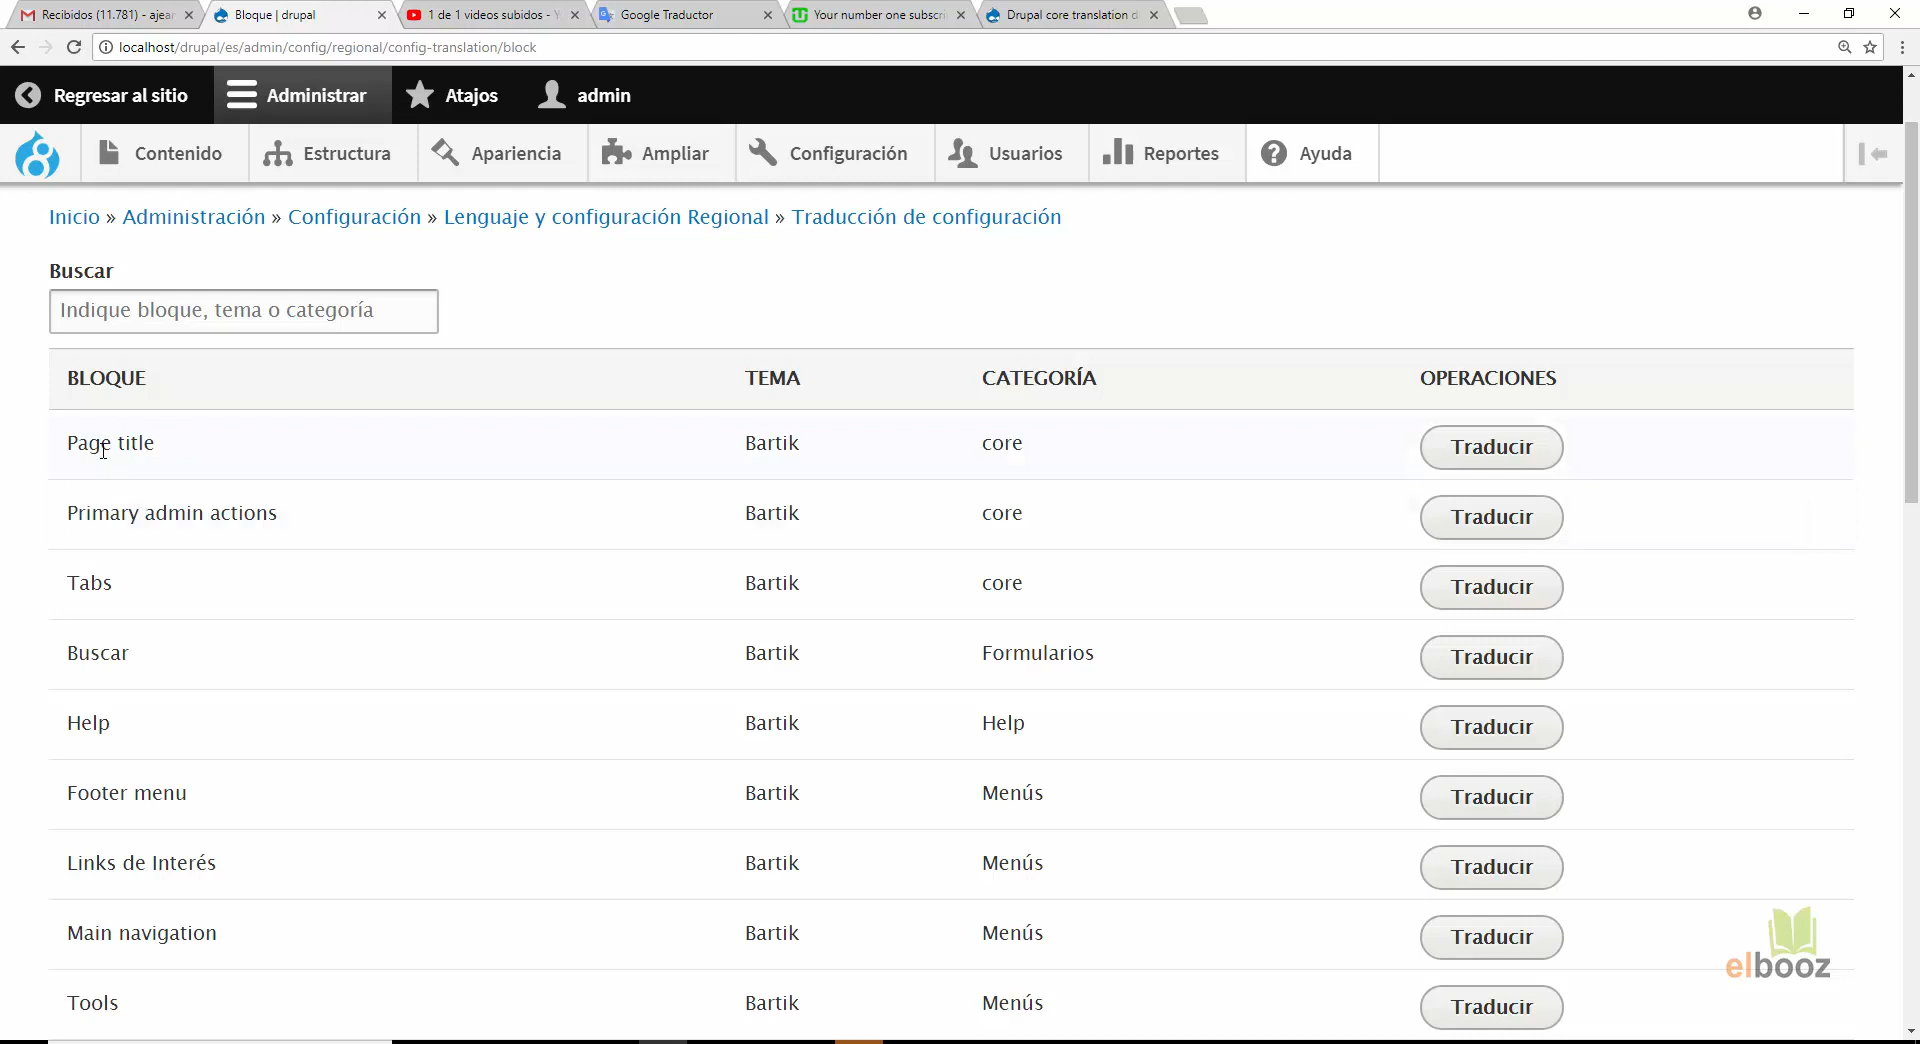 Recibidos (11.781) - ajear
Bloque | drupal
1 de 1 videos subidos - Y
Google Traductor
Your number one subscri
Drupal core translation d
localhost/drupal/es/admin/config/regional/config-translation/block
Regresar al sitio
Administrar
Atajos
admin
Contenido
Estructura
Apariencia
Ampliar
Configuración
Usuarios
Reportes
Ayuda
Inicio » Administración » Configuración » Lenguaje y configuración Regional » Traducción de configuración
Buscar
Indique bloque, tema o categoría
BLOQUE TEMA CATEGORÍA OPERACIONES
Page title Bartik core Traducir
Primary admin actions Bartik core Traducir
Tabs Bartik core Traducir
Buscar Bartik Formularios Traducir
Help Bartik Help Traducir
Footer menu Bartik Menús Traducir
Links de Interés Bartik Menús Traducir
Main navigation Bartik Menús Traducir
elbooz
Tools Bartik Menús Traducir